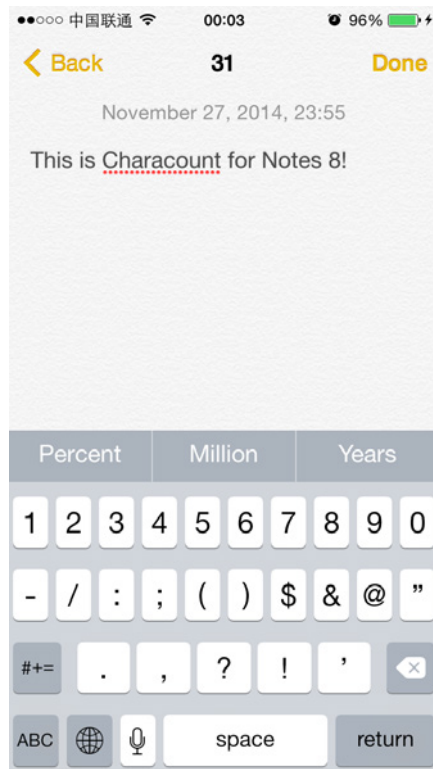 中国联通 00:03 96%
Back 31 Done
November 27, 2014, 23:55
This is Characount for Notes 8!
Percent Million Years
1 2 3 4 5 6 7 8 9 0
- / : ; ( ) $ & @ ”
#+= . , ? ! ’
ABC space return